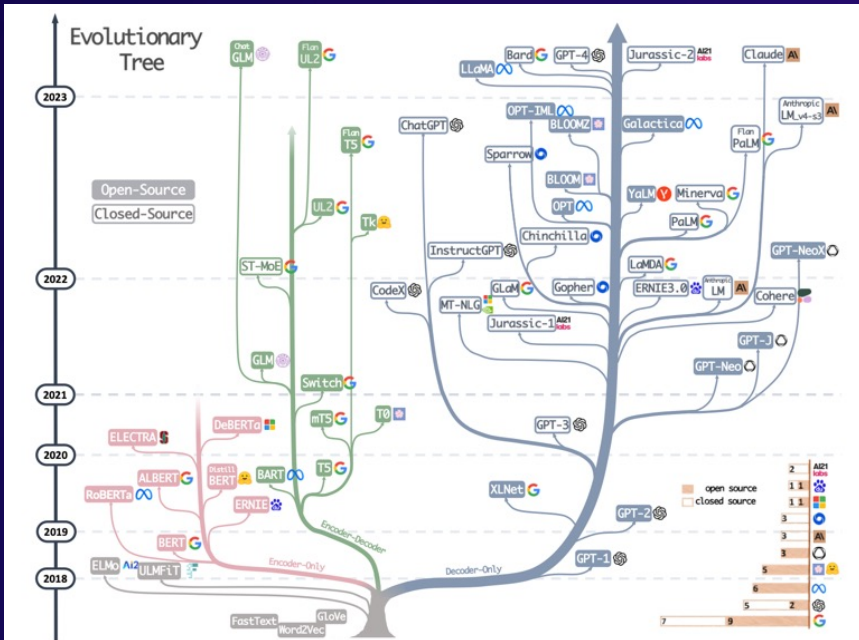 Evolutionary
Tree
2023
2022
2021
2020
2019
2018
Open-Source
Closed-Source
Chat
GLM
Flan
UL2
Flan
T5
UL2
Tk
ST-MoE
GLM
Switch
mT5
T0
T5
BART
Encoder-Decoder
DeBERTa
ELECTRA
ALBERT
Distill
BERT
RoBERTa
ERNIE
BERT
Encoder-Only
ELMo
Ai2
ULMFiT
FastText
GloVe
Word2Vec
Bard
GPT-4
Jurassic-2
AI21
labs
Claude
A\
LLaMA
OPT-IML
BLOOMZ
Galactica
Anthropic
LM_v4-s3
A\
ChatGPT
Flan
PaLM
Sparrow
BLOOM
OPT
YaLM
Y
Minerva
PaLM
Chinchilla
InstructGPT
GPT-NeoX
LaMDA
CodeX
GLaM
Gopher
ERNIE3.0
Anthropic
LM
A\
Cohere
MT-NLG
Jurassic-1
AI21
labs
GPT-J
GPT-Neo
GPT-3
XLNet
GPT-2
GPT-1
Decoder-Only
open source
closed source
2
AI21
labs
1 1
1 1
3
3
A\
3
5
6
5 2
7 9